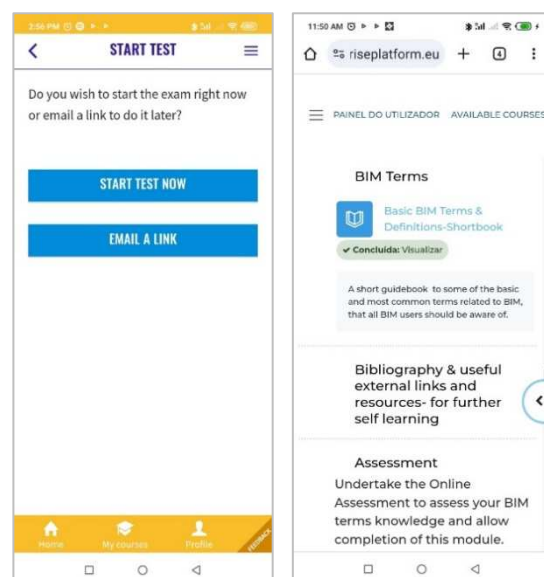 2:56 PM
START TEST
Do you wish to start the exam right now
or email a link to do it later?
START TEST NOW
EMAIL A LINK
Home
My courses
Profile
FEEDBACK
11:50 AM
riseplatform.eu
4
PAINEL DO UTILIZADOR AVAILABLE COURSES
BIM Terms
Basic BIM Terms &
Definitions-Shortbook
Concluída: Visualizar
A short guidebook to some of the basic
and most common terms related to BIM,
that all BIM users should be aware of.
Bibliography & useful
external links and
resources- for further
self learning
Assessment
Undertake the Online
Assessment to assess your BIM
terms knowledge and allow
completion of this module.